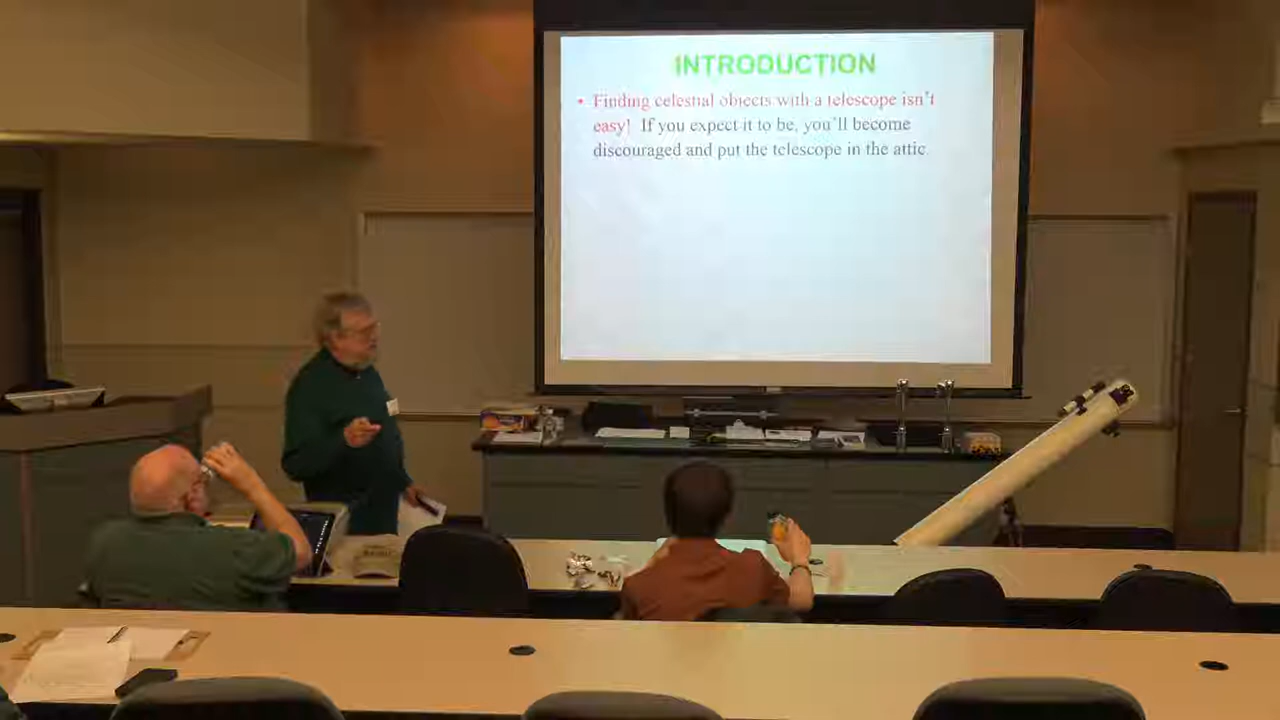 INTRODUCTION
• Finding celestial objects with a telescope isn't
easy! If you expect it to be, you'll become
discouraged and put the telescope in the attic.